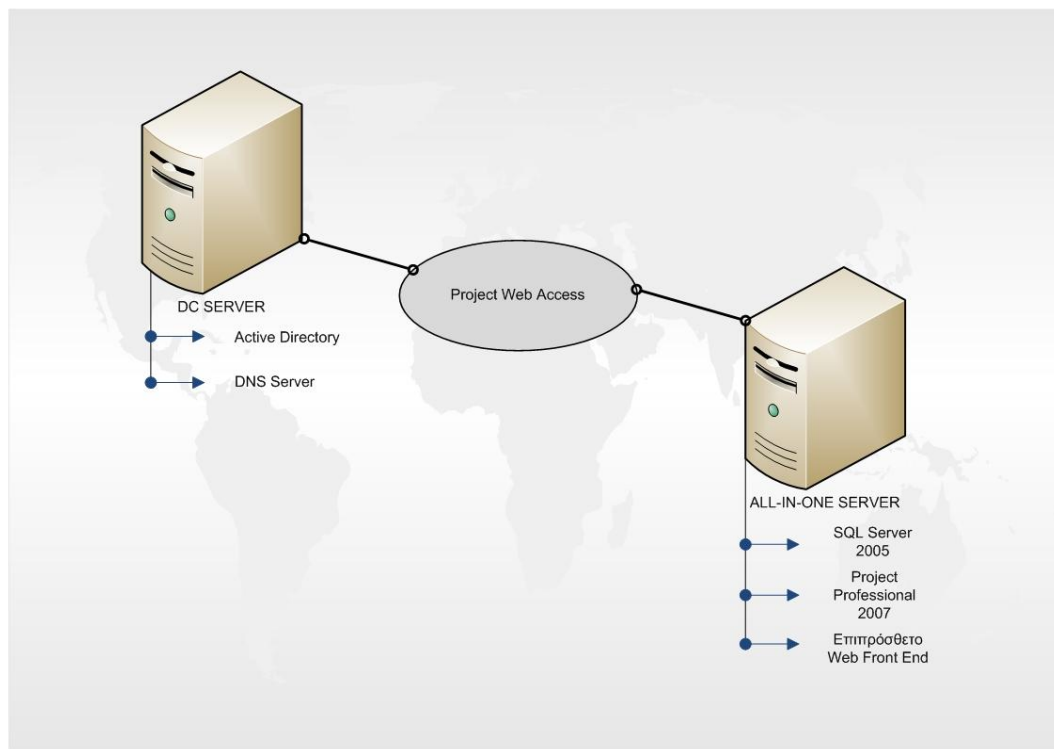 Project Web Access
DC SERVER
Active Directory
DNS Server
ALL-IN-ONE SERVER
SQL Server
2005
Project
Professional
2007
Επιπρόσθετο
Web Front End